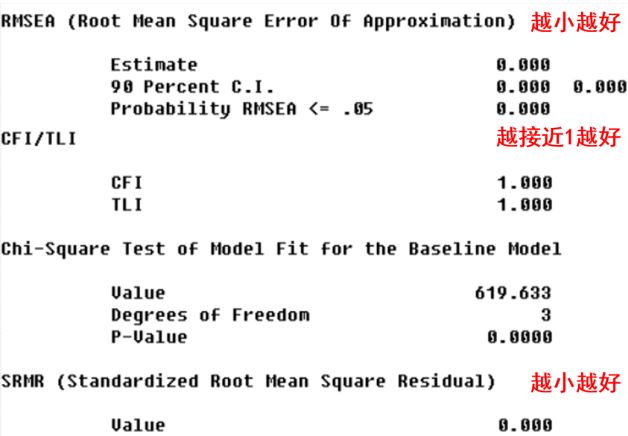 RMSEA (Root Mean Square Error Of Approximation) 越小越好
Estimate 0.000
90 Percent C.I. 0.000 0.000
Probability RMSEA <= .05 0.000
CFI/TLI 越接近1越好
CFI 1.000
TLI 1.000
Chi-Square Test of Model Fit for the Baseline Model
Value 619.633
Degrees of Freedom 3
P-Value 0.0000
SRMR (Standardized Root Mean Square Residual) 越小越好
Value 0.000